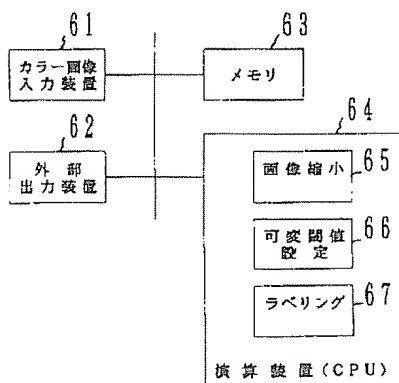 61
カラー画像
入力装置
62
外部
出力装置
63
メモリ
64
画像縮小
65
可変閾値
設定
66
ラベリング
67
演算装置(CPU)